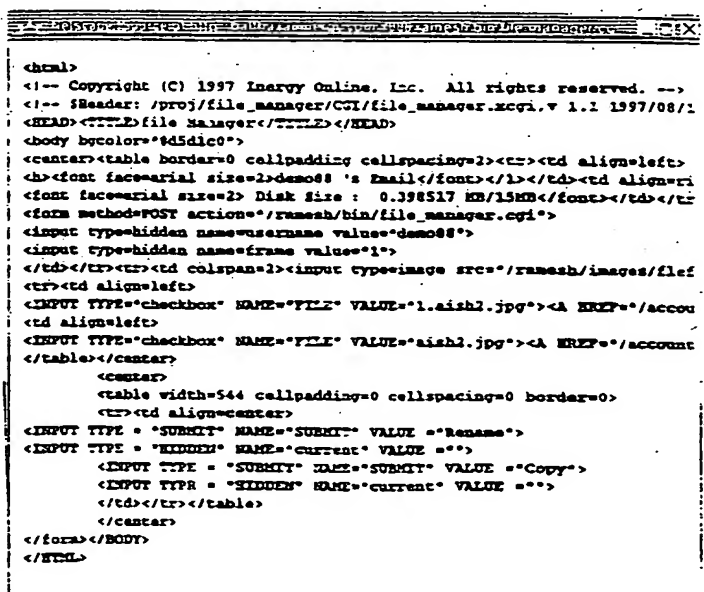 <html>
<!-- Copyright (C) 1997 Inergy Online, Inc.  All rights reserved. -->
<!-- $Header: /proj/file_manager/CGI/file_manager.xcgi,v 1.2 1997/08/1
<HEAD><TITLE>file Manager</TITLE></HEAD>
<body bgcolor="#d5d1c0">
<center><table border=0 cellpadding cellspacing=2><tr><td align=left>
<b><font face=arial size=2>demo88 's Email</font></b></td><td align=ri
<font face=arial size=2> Disk Size :  0.398517 MB/15MB</font></td></tr
<form method=POST action="/ramesh/bin/file_manager.cgi">
<input type=hidden name=username value="demo88">
<input type=hidden name=frame value="1">
</td></tr><tr><td colspan=2><input type=image src="/ramesh/images/flef
<tr><td align=left>
<INPUT TYPE="checkbox" NAME="FILE" VALUE="1.aish2.jpg"><A HREF="/accou
<td align=left>
<INPUT TYPE="checkbox" NAME="FILE" VALUE="aish2.jpg"><A HREF="/account
</table></center>
<center>
<table width=544 cellpadding=0 cellspacing=0 border=0>
<tr><td align=center>
<INPUT TYPE = "SUBMIT" NAME="SUBMIT" VALUE ="Rename">
<INPUT TYPE = "HIDDEN" NAME="current" VALUE ="">
<INPUT TYPE = "SUBMIT" NAME="SUBMIT" VALUE ="Copy">
<INPUT TYPR = "HIDDEN" NAME="current" VALUE ="">
</td></tr></table>
</center>
</form></BODY>
</HTML>